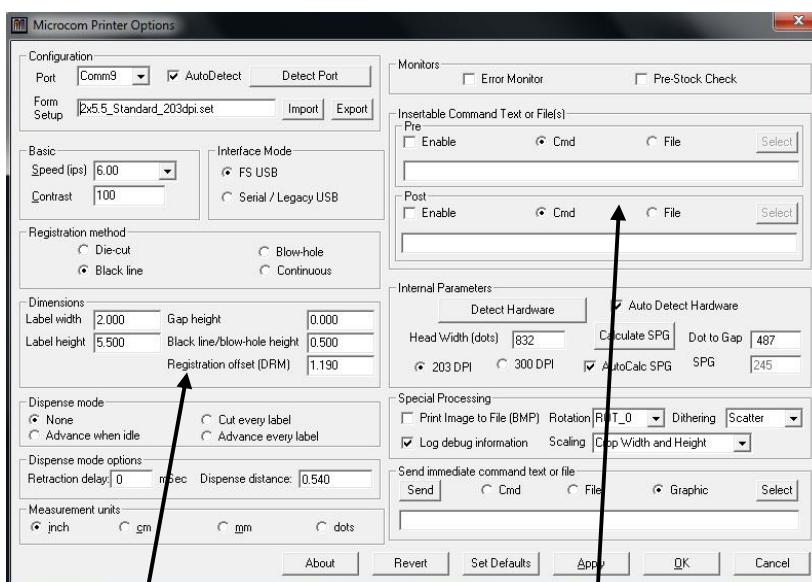 Microcom Printer Options
Configuration
Port Comm9 AutoDetect Detect Port
Form Setup 2x5.5_Standard_203dpi.set Import Export
Basic
Speed (ips) 6.00
Contrast 100
Interface Mode
FS USB
Serial / Legacy USB
Registration method
Die-cut Blow-hole
Black line Continuous
Dimensions
Label width 2.000 Gap height 0.000
Label height 5.500 Black line/blow-hole height 0.500
Registration offset (DRM) 1.190
Dispense mode
None Cut every label
Advance when idle Advance every label
Dispense mode options
Retraction delay: 0 mSec Dispense distance: 0.540
Measurement units
inch cm mm dots
Monitors
Error Monitor Pre-Stock Check
Insertable Command Text or File(s)
Pre
Enable Cmd File Select
Post
Enable Cmd File Select
Internal Parameters
Detect Hardware Auto Detect Hardware
Head Width (dots) 832 Calculate SPG Dot to Gap 487
203 DPI 300 DPI AutoCalc SPG SPG 245
Special Processing
Print Image to File (BMP) Rotation ROT_0 Dithering Scatter
Log debug information Scaling Crop Width and Height
Send immediate command text or file
Send Cmd File Graphic Select
About Revert Set Defaults Apply OK Cancel